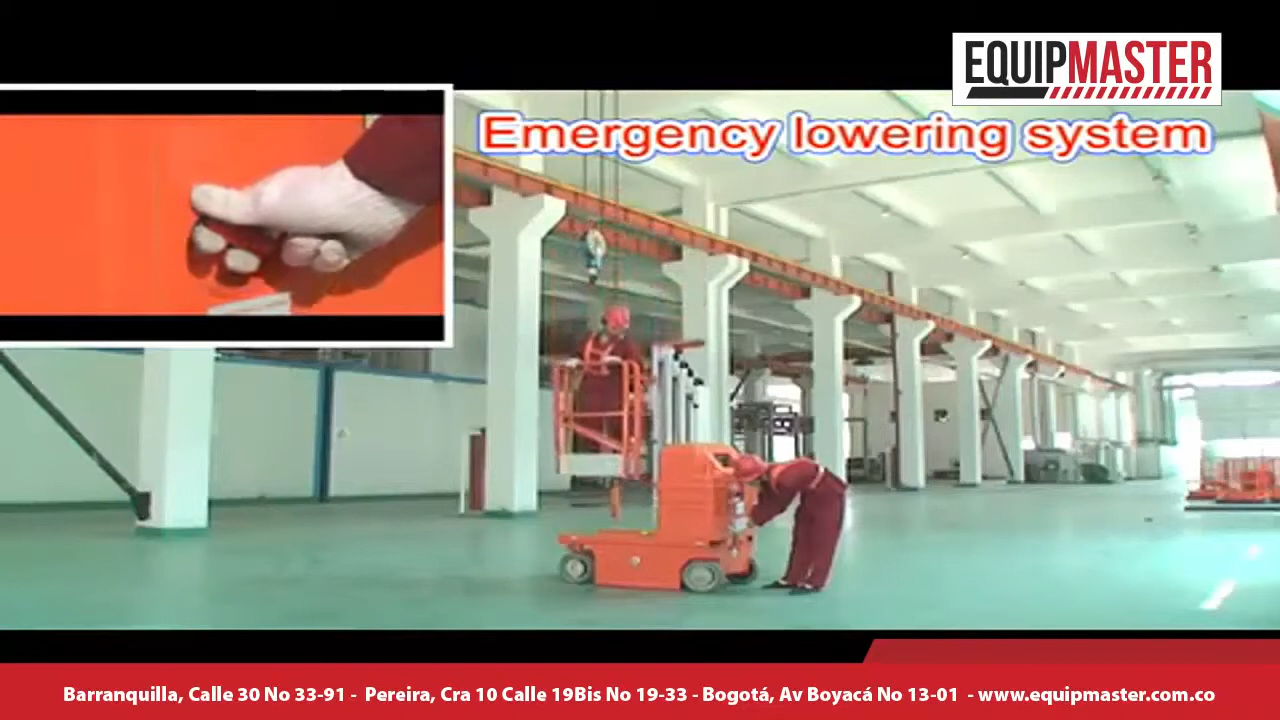 EQUIPMASTER
Emergency lowering system
Barranquilla, Calle 30 No 33-91 - Pereira, Cra 10 Calle 19Bis No 19-33 - Bogotá, Av Boyacá No 13-01 - www.equipmaster.com.co